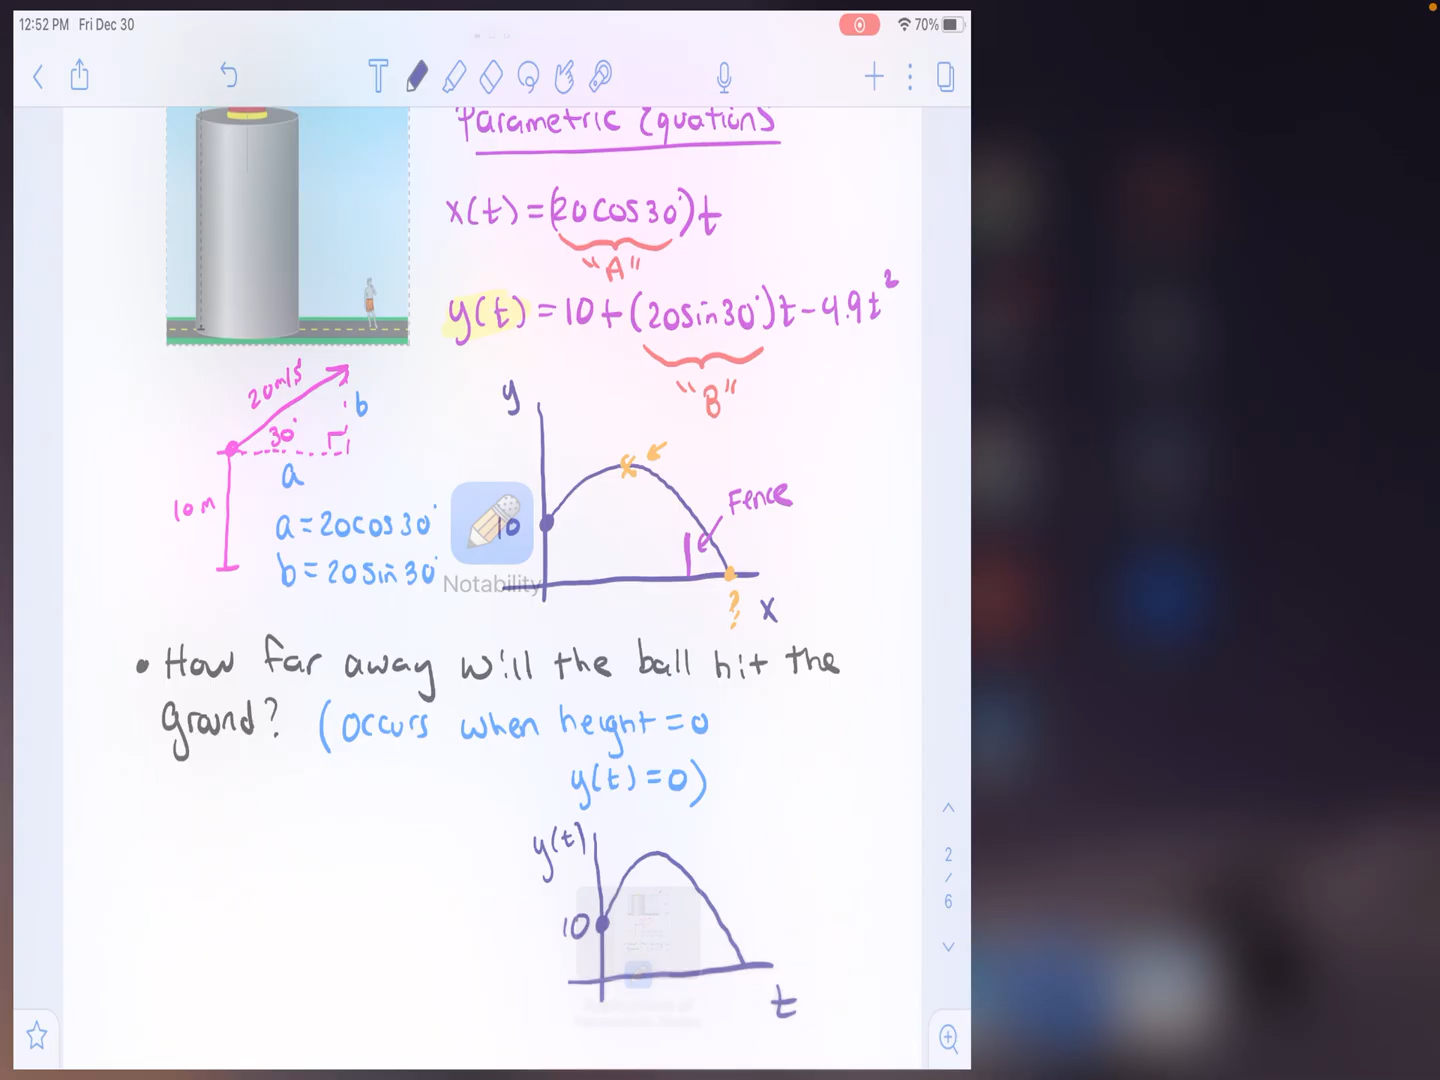 12:52 PM Fri Dec 30
70%
T
Parametric Equations
x(t) = (20cos30°)t
"A"
y(t) = 10 + (20sin30°)t - 4.9t²
"B"
20m/s
30°
b
a
10m
a = 20cos30°
b = 20sin30°
y
10
Fence
Notability
?
x
• How far away will the ball hit the
ground? (occurs when height = 0
y(t) = 0)
y(t)
10
t
2
/
6